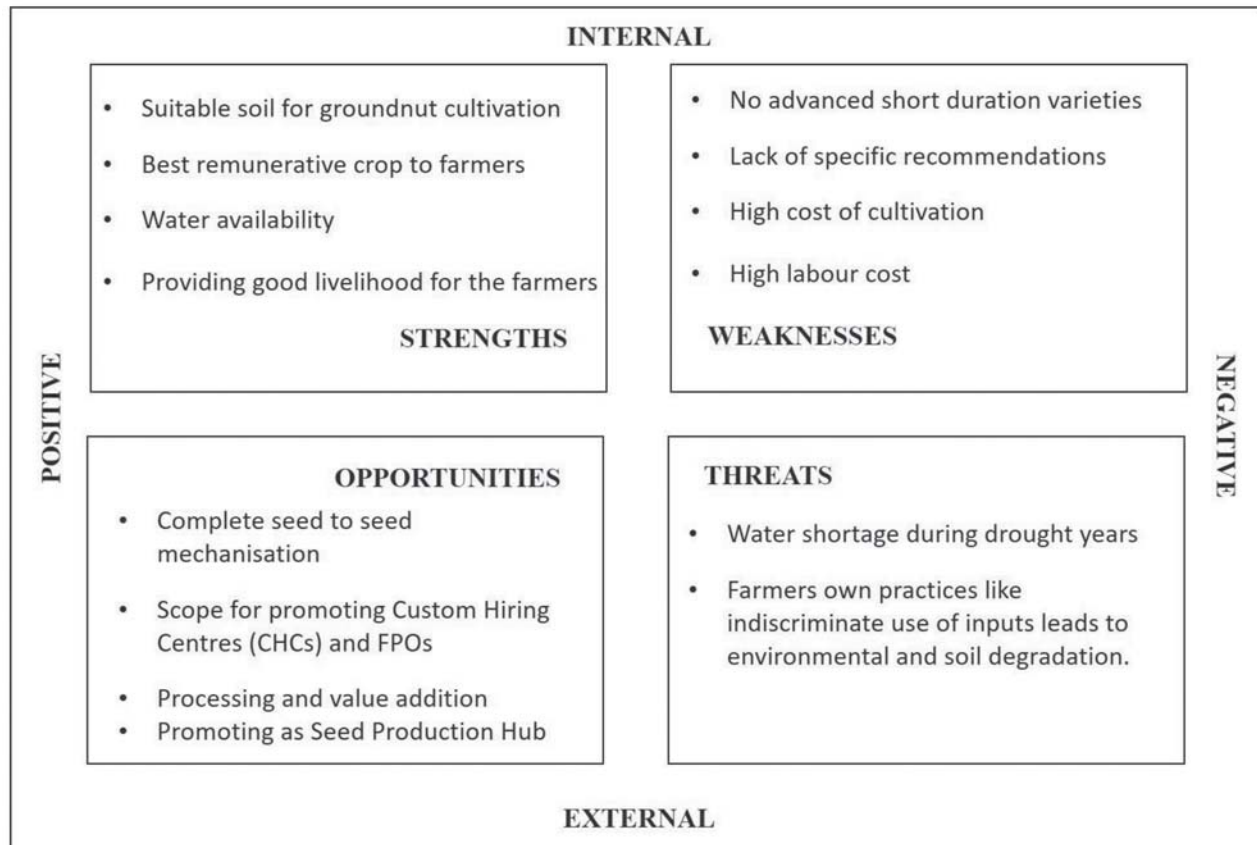 INTERNAL
• Suitable soil for groundnut cultivation
• Best remunerative crop to farmers
• Water availability
• Providing good livelihood for the farmers
STRENGTHS
• No advanced short duration varieties
• Lack of specific recommendations
• High cost of cultivation
• High labour cost
WEAKNESSES
POSITIVE
NEGATIVE
OPPORTUNITIES
• Complete seed to seed
mechanisation
• Scope for promoting Custom Hiring
Centres (CHCs) and FPOs
• Processing and value addition
• Promoting as Seed Production Hub
THREATS
• Water shortage during drought years
• Farmers own practices like
indiscriminate use of inputs leads to
environmental and soil degradation.
EXTERNAL